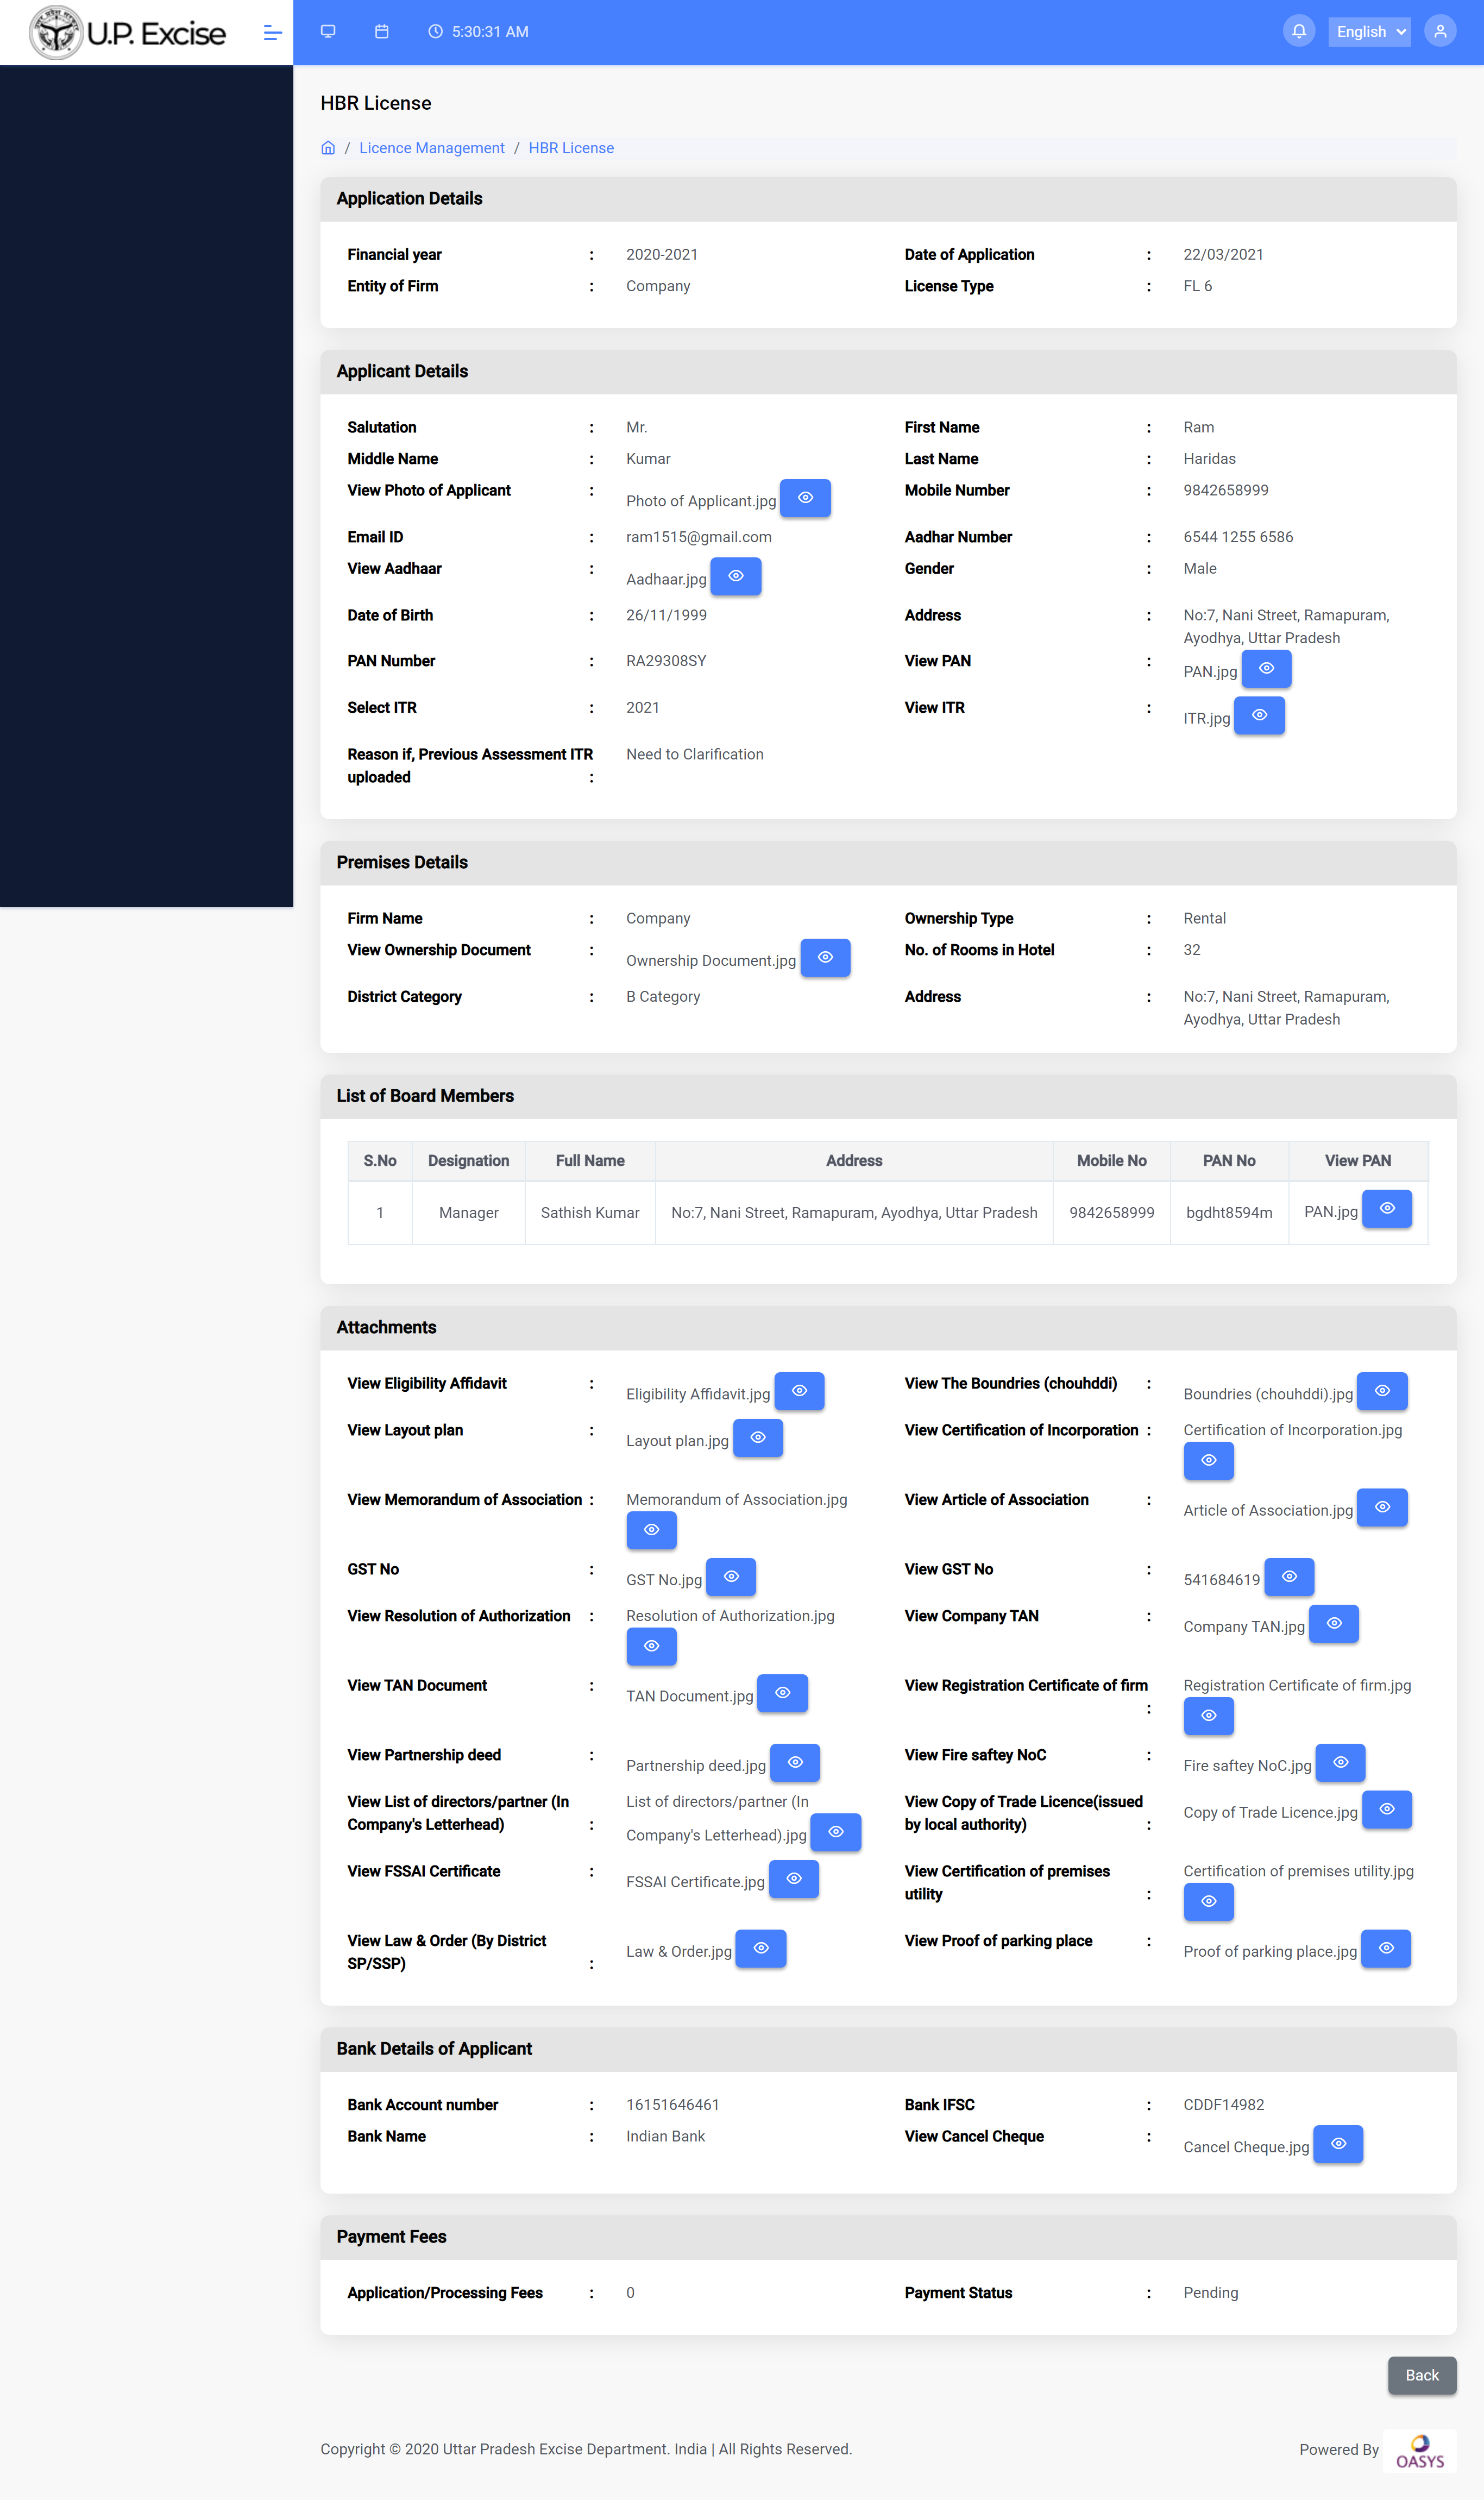 U.P. Excise
5:30:31 AM
English
HBR License
/ Licence Management / HBR License
Application Details
Financial year : 2020-2021 Date of Application : 22/03/2021
Entity of Firm : Company License Type : FL 6
Applicant Details
Salutation : Mr. First Name : Ram
Middle Name : Kumar Last Name : Haridas
View Photo of Applicant : Photo of Applicant.jpg Mobile Number : 9842658999
Email ID : ram1515@gmail.com Aadhar Number : 6544 1255 6586
View Aadhaar : Aadhaar.jpg Gender : Male
Date of Birth : 26/11/1999 Address : No:7, Nani Street, Ramapuram,
Ayodhya, Uttar Pradesh
PAN Number : RA29308SY View PAN : PAN.jpg
Select ITR : 2021 View ITR : ITR.jpg
Reason if, Previous Assessment ITR Need to Clarification
uploaded :
Premises Details
Firm Name : Company Ownership Type : Rental
View Ownership Document : Ownership Document.jpg No. of Rooms in Hotel : 32
District Category : B Category Address : No:7, Nani Street, Ramapuram,
Ayodhya, Uttar Pradesh
List of Board Members
S.No Designation Full Name Address Mobile No PAN No View PAN
1 Manager Sathish Kumar No:7, Nani Street, Ramapuram, Ayodhya, Uttar Pradesh 9842658999 bgdht8594m PAN.jpg
Attachments
View Eligibility Affidavit : Eligibility Affidavit.jpg View The Boundries (chouhddi) : Boundries (chouhddi).jpg
View Layout plan : Layout plan.jpg View Certification of Incorporation : Certification of Incorporation.jpg
View Memorandum of Association : Memorandum of Association.jpg View Article of Association : Article of Association.jpg
GST No : GST No.jpg View GST No : 541684619
View Resolution of Authorization : Resolution of Authorization.jpg View Company TAN : Company TAN.jpg
View TAN Document : TAN Document.jpg View Registration Certificate of firm Registration Certificate of firm.jpg
:
View Partnership deed : Partnership deed.jpg View Fire saftey NoC : Fire saftey NoC.jpg
View List of directors/partner (In List of directors/partner (In View Copy of Trade Licence(issued Copy of Trade Licence.jpg
Company's Letterhead) : Company's Letterhead).jpg by local authority) :
View FSSAI Certificate : FSSAI Certificate.jpg View Certification of premises Certification of premises utility.jpg
utility :
View Law & Order (By District Law & Order.jpg View Proof of parking place : Proof of parking place.jpg
SP/SSP) :
Bank Details of Applicant
Bank Account number : 16151646461 Bank IFSC : CDDF14982
Bank Name : Indian Bank View Cancel Cheque : Cancel Cheque.jpg
Payment Fees
Application/Processing Fees : 0 Payment Status : Pending
Back
Copyright © 2020 Uttar Pradesh Excise Department. India | All Rights Reserved. Powered By OASYS